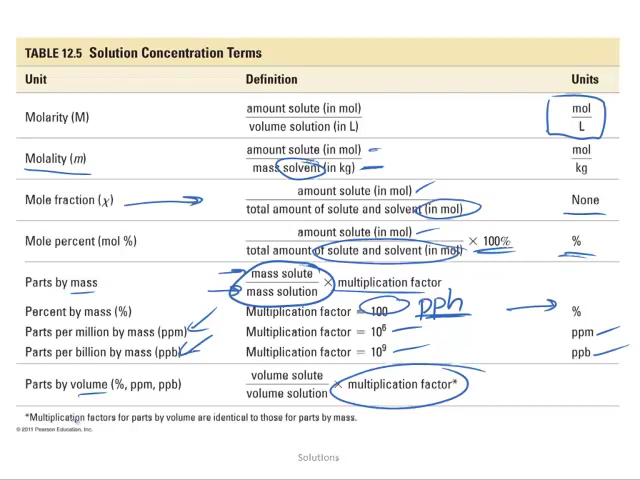 TABLE 12.5 Solution Concentration Terms
Unit Definition Units
Molarity (M) amount solute (in mol) / volume solution (in L) mol / L
Molality (m) amount solute (in mol) / mass solvent (in kg) mol / kg
Mole fraction (χ) amount solute (in mol) / total amount of solute and solvent (in mol) None
Mole percent (mol %) amount solute (in mol) / total amount of solute and solvent (in mol) × 100% %
Parts by mass mass solute / mass solution × multiplication factor
Percent by mass (%) Multiplication factor = 100 pph %
Parts per million by mass (ppm) Multiplication factor = 10⁶ ppm
Parts per billion by mass (ppb) Multiplication factor = 10⁹ ppb
Parts by volume (%, ppm, ppb) volume solute / volume solution × multiplication factor*
*Multiplication factors for parts by volume are identical to those for parts by mass.
© 2011 Pearson Education, Inc.
Solutions